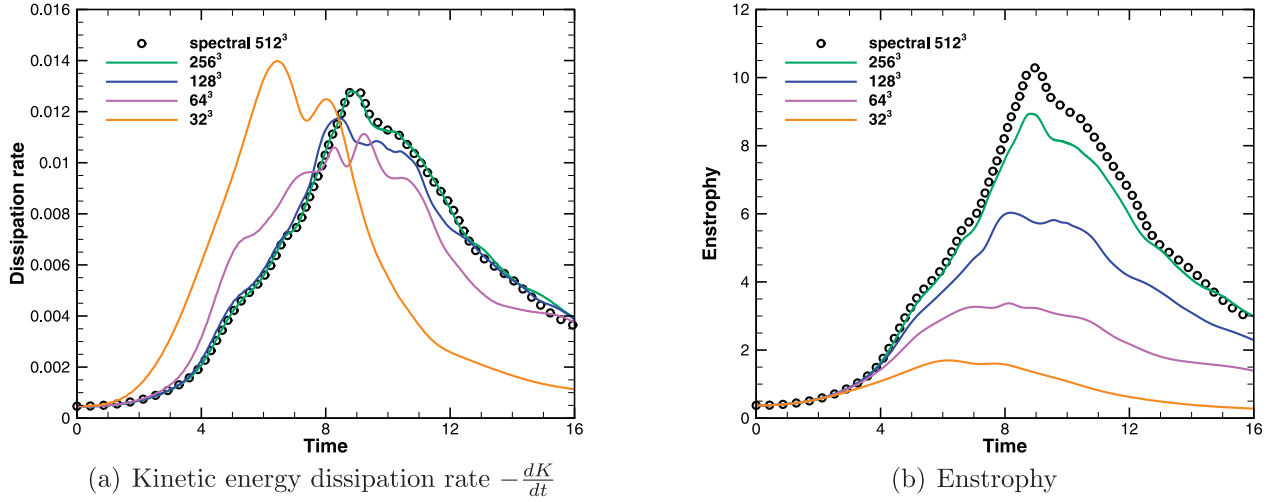 Dissipation rate
0.016
0.014
0.012
0.01
0.008
0.006
0.004
0.002
0
spectral 512³
256³
128³
64³
32³
0 4 8 12 16
Time
(a) Kinetic energy dissipation rate −dK/dt
Enstrophy
12
10
8
6
4
2
0
spectral 512³
256³
128³
64³
32³
0 4 8 12 16
Time
(b) Enstrophy